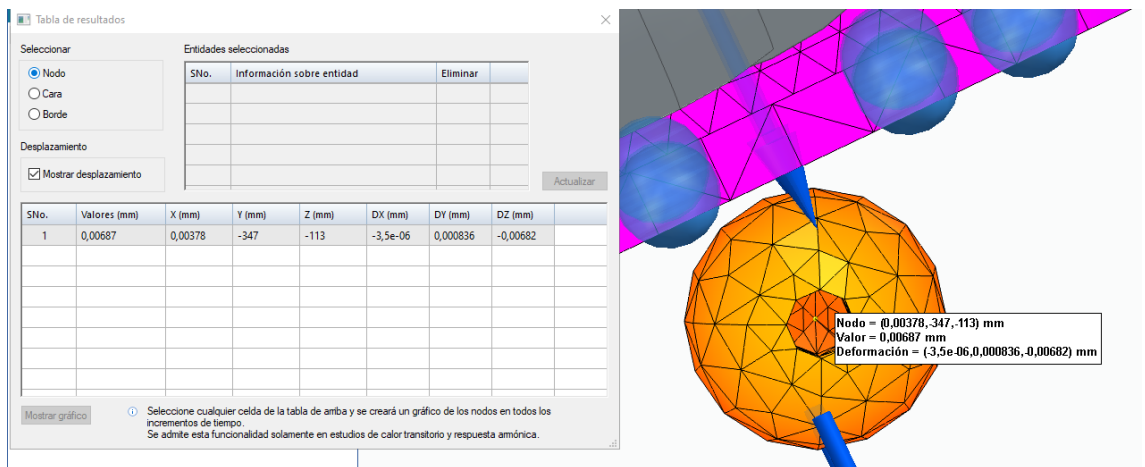 Tabla de resultados
Seleccionar
Entidades seleccionadas
Nodo
Cara
Borde
SNo. Información sobre entidad Eliminar
Desplazamiento
Mostrar desplazamiento
Actualizar
SNo. Valores (mm) X (mm) Y (mm) Z (mm) DX (mm) DY (mm) DZ (mm)
1 0,00687 0,00378 -347 -113 -3,5e-06 0,000836 -0,00682
Nodo = (0,00378,-347,-113) mm
Valor = 0,00687 mm
Deformación = (-3,5e-06,0,000836,-0,00682) mm
Mostrar gráfico
Seleccione cualquier celda de la tabla de arriba y se creará un gráfico de los nodos en todos los
incrementos de tiempo.
Se admite esta funcionalidad solamente en estudios de calor transitorio y respuesta armónica.